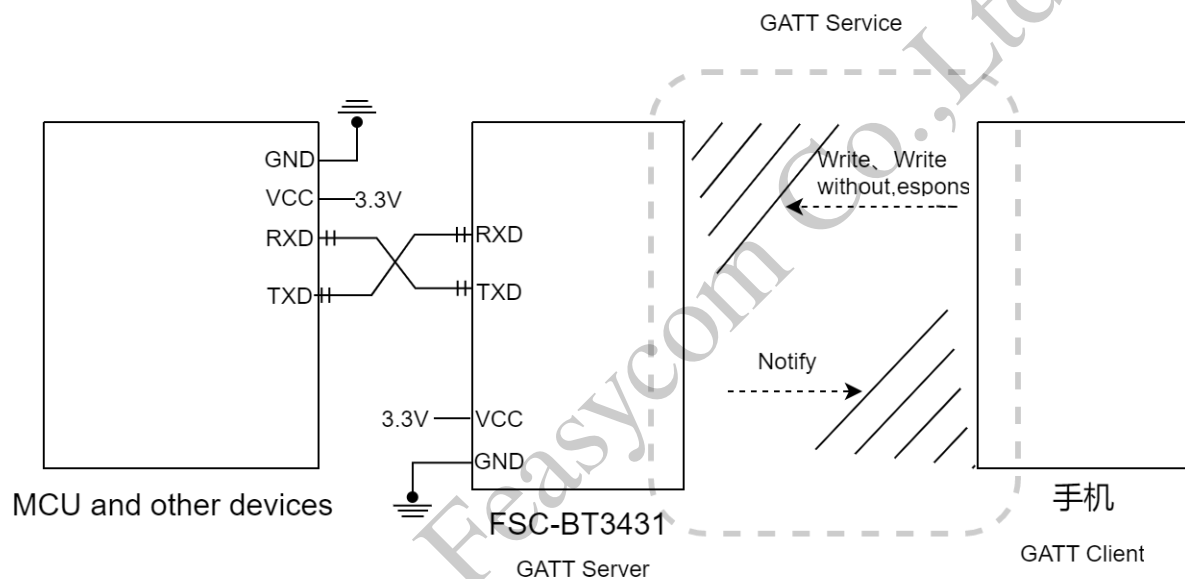 GATT Service
GND
VCC
3.3V
RXD
TXD
RXD
TXD
3.3V
VCC
GND
Write、Write
without,espons
Notify
MCU and other devices
FSC-BT3431
GATT Server
手机
GATT Client
Feasycom Co.,Ltd